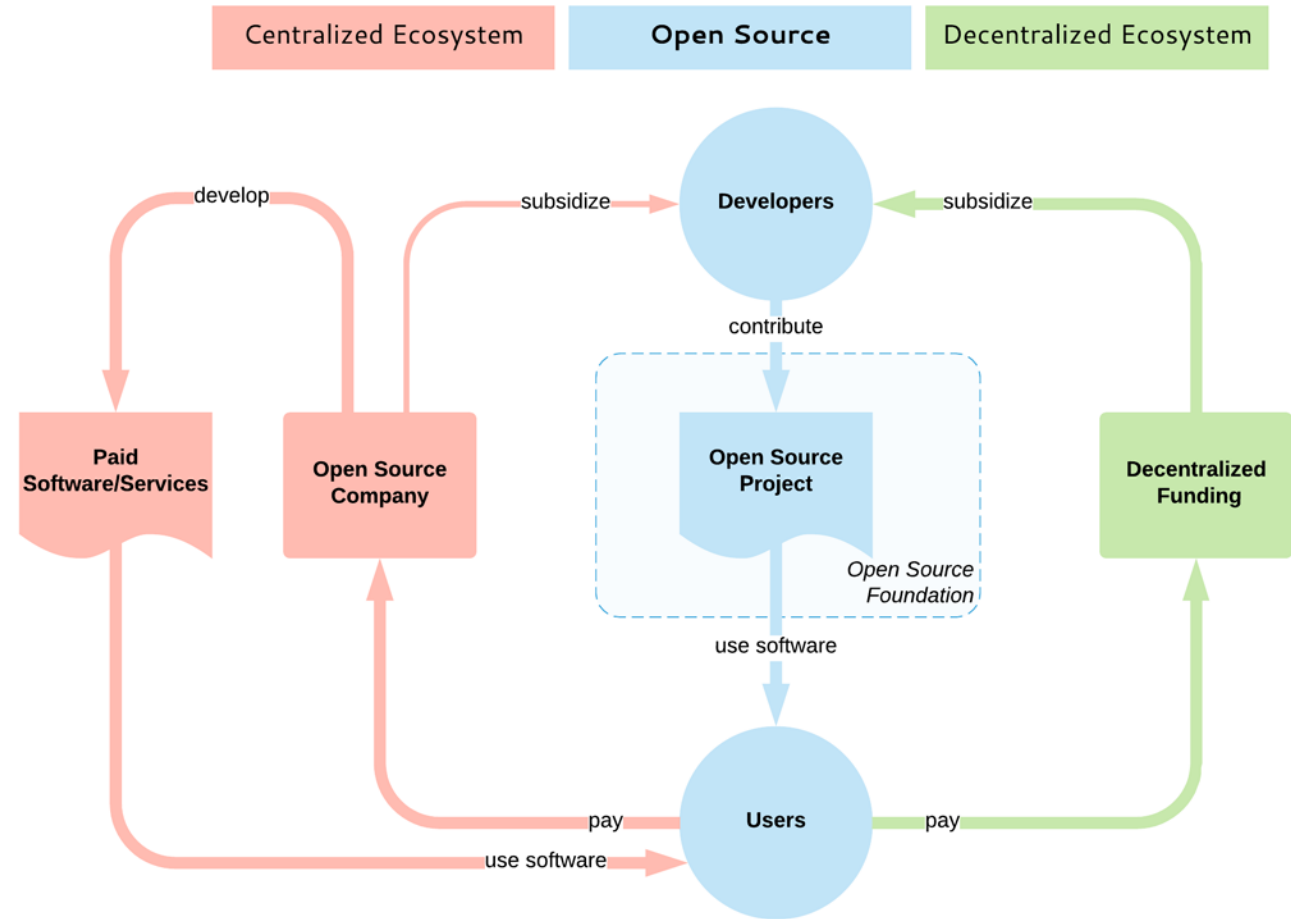 Centralized Ecosystem
Open Source
Decentralized Ecosystem
develop
subsidize
Developers
subsidize
contribute
Paid
Software/Services
Open Source
Company
Open Source
Project
Decentralized
Funding
Open Source
Foundation
use software
pay
Users
pay
use software